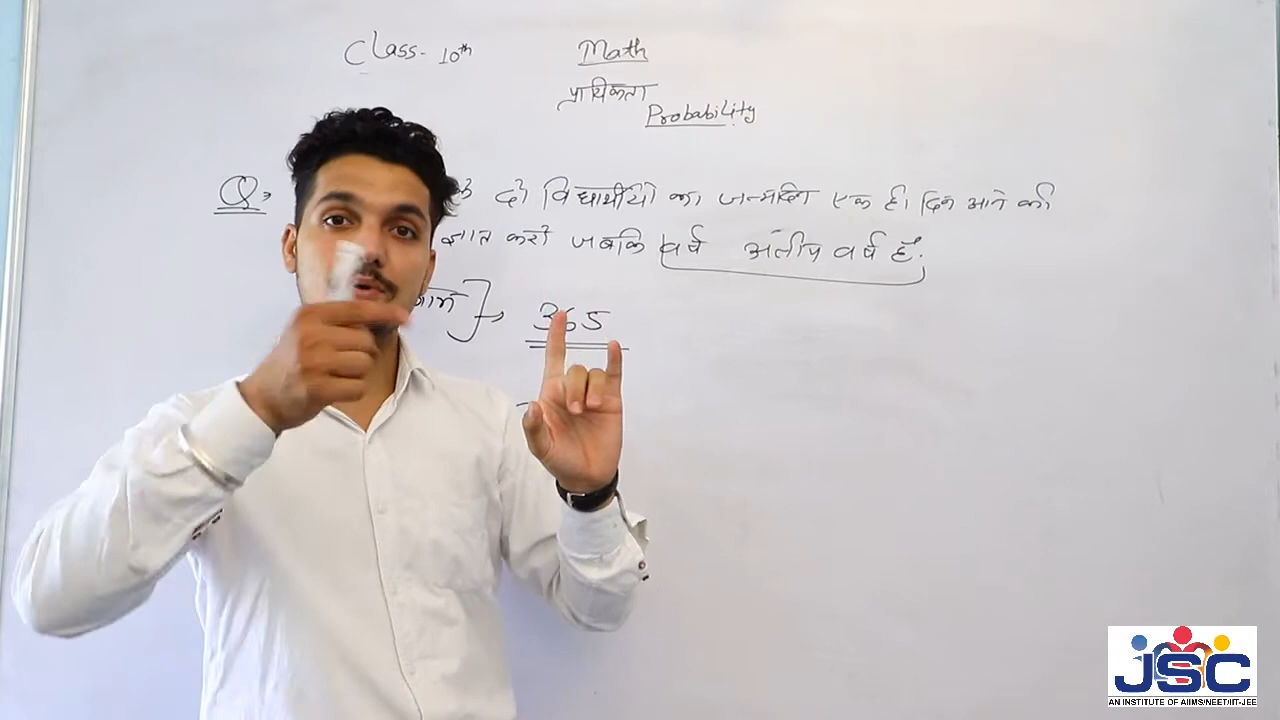 Class- 10th
Math
प्रायिकता
Probability
Q⇒ के दो विद्यार्थीयों का जन्मदिन एक ही दिन आने की
ज्ञात करो जबकि वर्ष अलीप वर्ष है.
365
JSC
AN INSTITUTE OF AIIMS/NEET/IIT-JEE